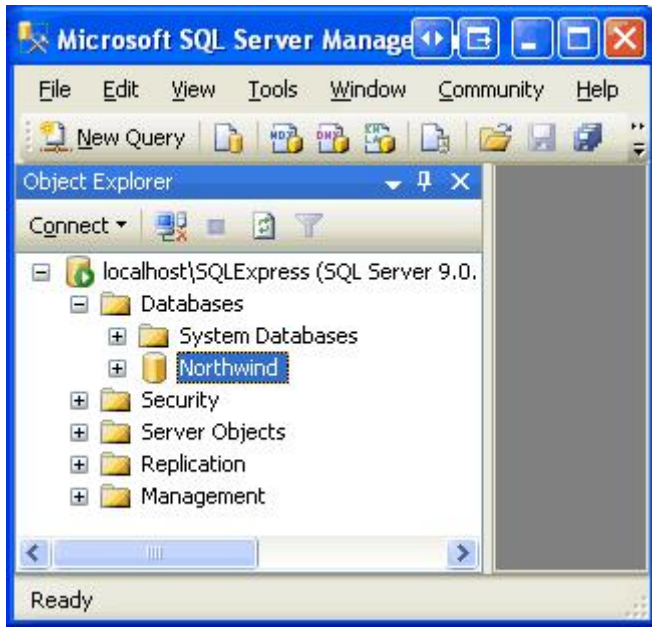 Microsoft SQL Server Manage
File Edit View Tools Window Community Help
New Query
Object Explorer
Connect
localhost\SQLExpress (SQL Server 9.0.
Databases
System Databases
Northwind
Security
Server Objects
Replication
Management
Ready